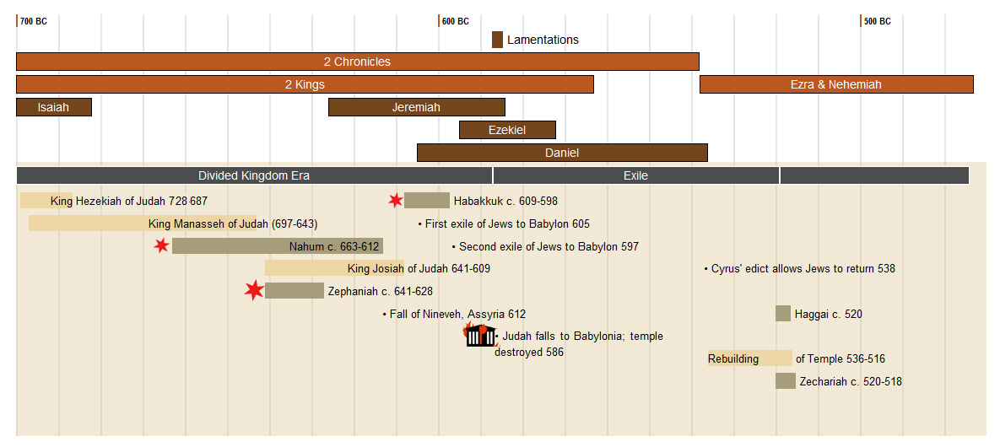 700 BC
600 BC
500 BC
Lamentations
2 Chronicles
2 Kings
Ezra & Nehemiah
Isaiah
Jeremiah
Ezekiel
Daniel
Divided Kingdom Era
Exile
King Hezekiah of Judah 728-687
Habakkuk c. 609-598
King Manasseh of Judah (697-643)
• First exile of Jews to Babylon 605
Nahum c. 663-612
• Second exile of Jews to Babylon 597
King Josiah of Judah 641-609
• Cyrus' edict allows Jews to return 538
Zephaniah c. 641-628
• Fall of Nineveh, Assyria 612
Haggai c. 520
• Judah falls to Babylonia; temple
destroyed 586
Rebuilding of Temple 536-516
Zechariah c. 520-518